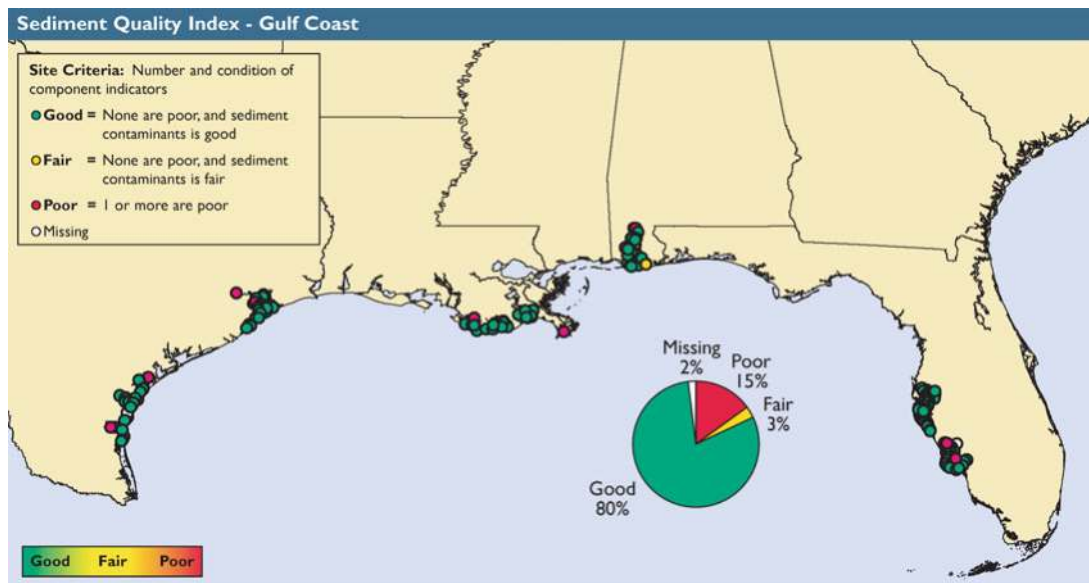 Sediment Quality Index - Gulf Coast
Site Criteria: Number and condition of
component indicators
Good = None are poor, and sediment
contaminants is good
Fair = None are poor, and sediment
contaminants is fair
Poor = 1 or more are poor
Missing
Missing
2%
Poor
15%
Fair
3%
Good
80%
Good Fair Poor